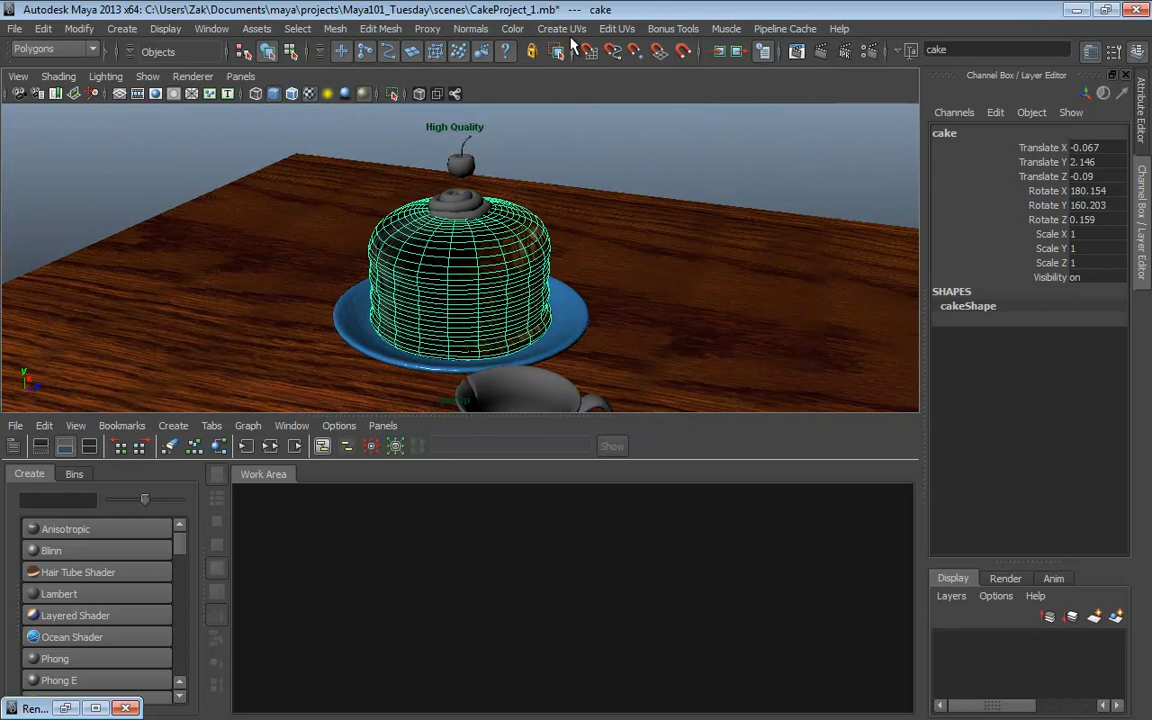 Autodesk Maya 2013 x64: C:\Users\Zak\Documents\maya\projects\Maya101_Tuesday\scenes\CakeProject_1.mb* --- cake
File Edit Modify Create Display Window Assets Select Mesh Edit Mesh Proxy Normals Color Create UVs Edit UVs Bonus Tools Muscle Pipeline Cache Help
Polygons Objects cake
View Shading Lighting Show Renderer Panels
High Quality
Channel Box / Layer Editor
Channels Edit Object Show
cake
Translate X -0.067
Translate Y 2.146
Translate Z -0.09
Rotate X 180.154
Rotate Y 160.203
Rotate Z 0.159
Scale X 1
Scale Y 1
Scale Z 1
Visibility on
SHAPES
cakeShape
Attribute Editor
Channel Box / Layer Editor
y
File Edit View Bookmarks Create Tabs Graph Window Options Panels
Show
Create Bins
Work Area
Anisotropic
Blinn
Hair Tube Shader
Lambert
Layered Shader
Ocean Shader
Phong
Phong E
Display Render Anim
Layers Options Help
Ren...